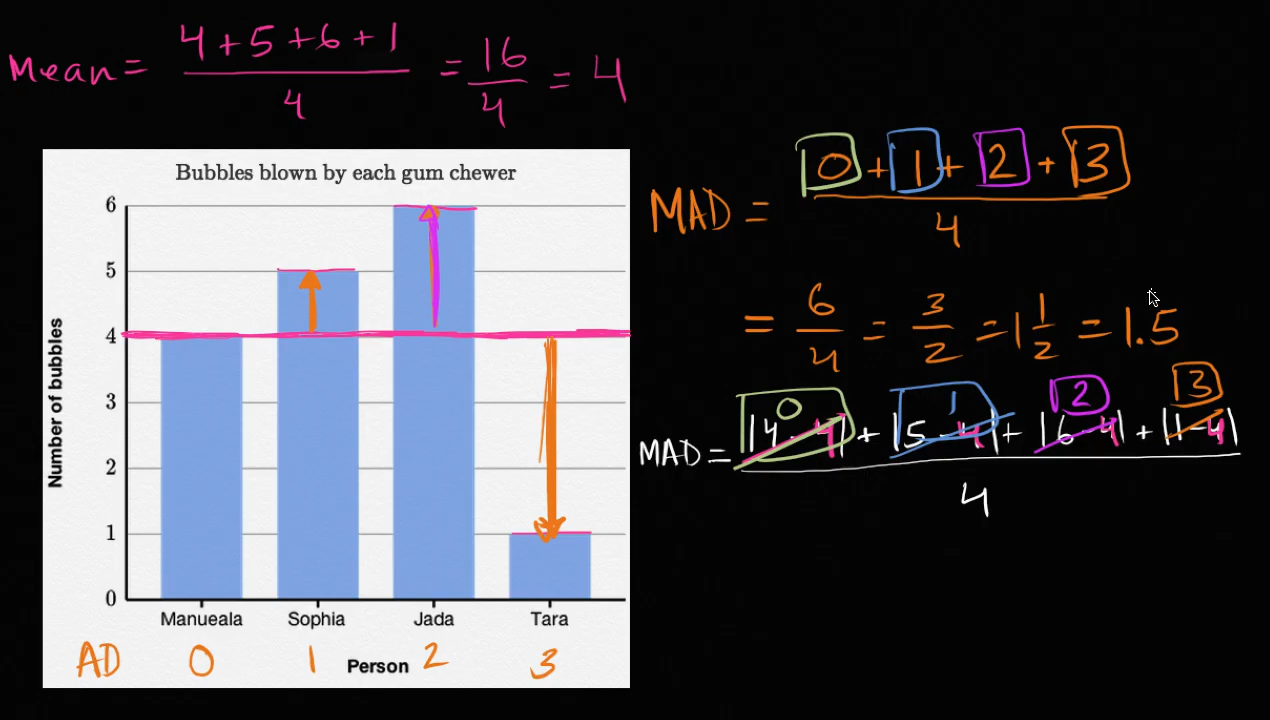 Mean = (4 + 5 + 6 + 1)/4 = 16/4 = 4
Bubbles blown by each gum chewer
Number of bubbles
6
5
4
3
2
1
0
Manueala Sophia Jada Tara
AD 0 1 2 3
Person
MAD = (0 + 1 + 2 + 3)/4
= 6/4 = 3/2 = 1 1/2 = 1.5
0 1 2 3
MAD = (|4 - 4| + |5 - 4| + |6 - 4| + |1 - 4|)/4